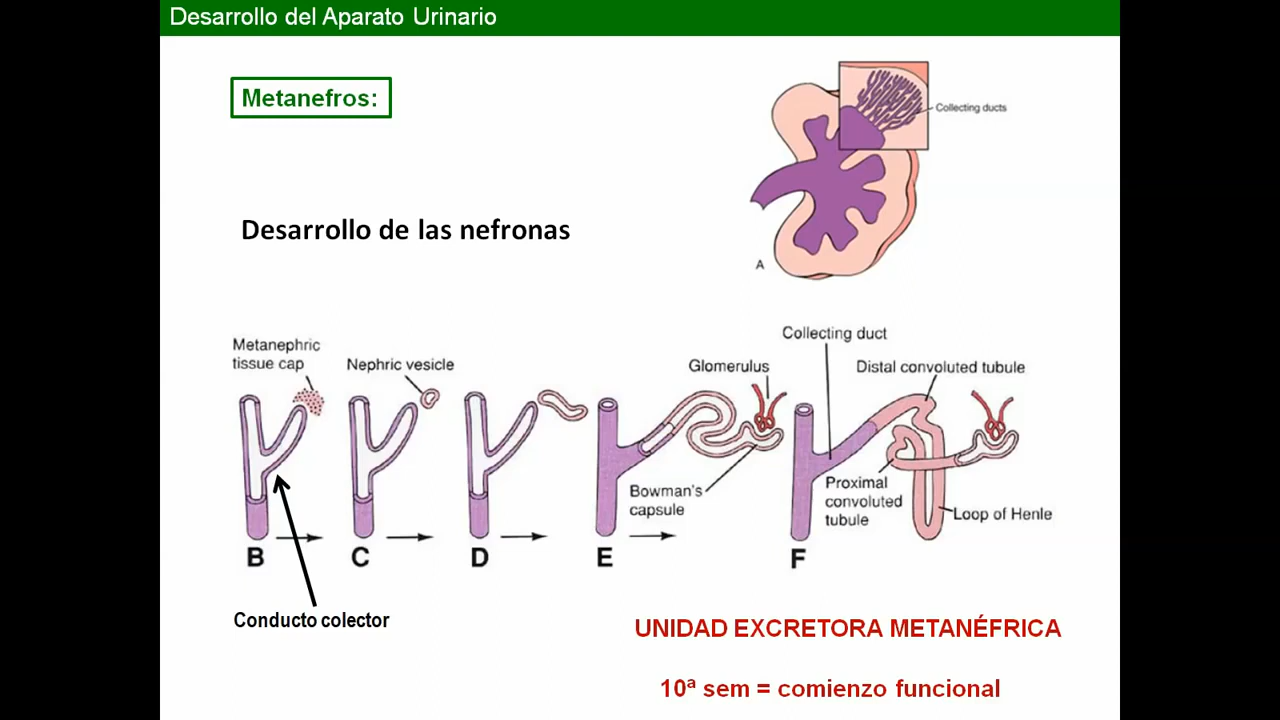 Desarrollo del Aparato Urinario
Metanefros:
Collecting ducts
Desarrollo de las nefronas
A
Metanephric
tissue cap
Nephric vesicle
Glomerulus
Collecting duct
Distal convoluted tubule
Bowman's
capsule
Proximal
convoluted
tubule
Loop of Henle
B
C
D
E
F
Conducto colector
UNIDAD EXCRETORA METANÉFRICA
10ª sem = comienzo funcional